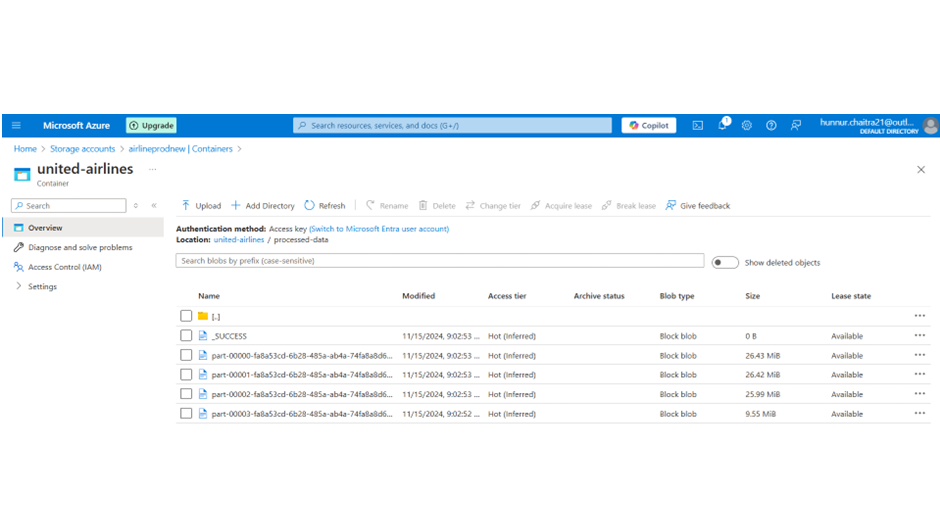 Microsoft Azure Upgrade Search resources, services, and docs (G+/) Copilot 1 hunnur.chaitra21@outl...
DEFAULT DIRECTORY
Home > Storage accounts > airlineprodnew | Containers >
united-airlines ...
Container
Search
Upload Add Directory Refresh Rename Delete Change tier Acquire lease Break lease Give feedback
Overview
Diagnose and solve problems
Access Control (IAM)
Settings
Authentication method: Access key (Switch to Microsoft Entra user account)
Location: united-airlines / processed-data
Search blobs by prefix (case-sensitive)
Show deleted objects
Name Modified Access tier Archive status Blob type Size Lease state
[..]
_SUCCESS 11/15/2024, 9:02:53 ... Hot (Inferred) Block blob 0 B Available
part-00000-fa8a53cd-6b28-485a-ab4a-74fa8a8d6... 11/15/2024, 9:02:53 ... Hot (Inferred) Block blob 26.43 MiB Available
part-00001-fa8a53cd-6b28-485a-ab4a-74fa8a8d6... 11/15/2024, 9:02:53 ... Hot (Inferred) Block blob 26.42 MiB Available
part-00002-fa8a53cd-6b28-485a-ab4a-74fa8a8d6... 11/15/2024, 9:02:53 ... Hot (Inferred) Block blob 25.99 MiB Available
part-00003-fa8a53cd-6b28-485a-ab4a-74fa8a8d6... 11/15/2024, 9:02:52 ... Hot (Inferred) Block blob 9.55 MiB Available